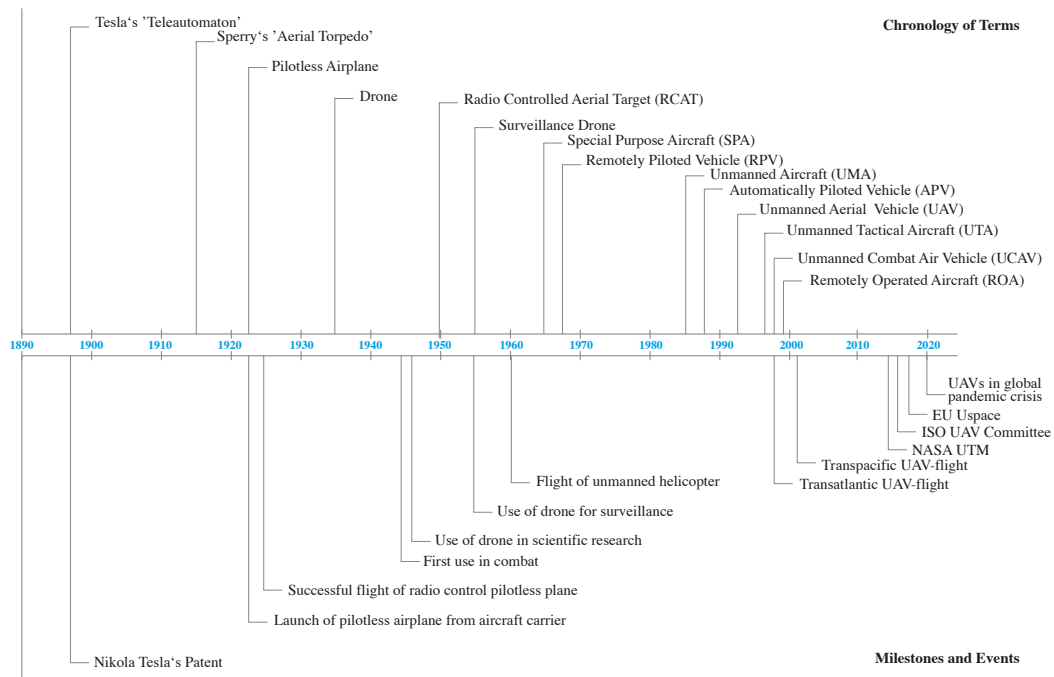 Tesla‘s ’Teleautomaton’
Chronology of Terms
Sperry‘s ’Aerial Torpedo’
Pilotless Airplane
Drone
Radio Controlled Aerial Target (RCAT)
Surveillance Drone
Special Purpose Aircraft (SPA)
Remotely Piloted Vehicle (RPV)
Unmanned Aircraft (UMA)
Automatically Piloted Vehicle (APV)
Unmanned Aerial Vehicle (UAV)
Unmanned Tactical Aircraft (UTA)
Unmanned Combat Air Vehicle (UCAV)
Remotely Operated Aircraft (ROA)
1890 1900 1910 1920 1930 1940 1950 1960 1970 1980 1990 2000 2010 2020
UAVs in global
pandemic crisis
EU Uspace
ISO UAV Committee
NASA UTM
Transpacific UAV-flight
Transatlantic UAV-flight
Flight of unmanned helicopter
Use of drone for surveillance
Use of drone in scientific research
First use in combat
Successful flight of radio control pilotless plane
Launch of pilotless airplane from aircraft carrier
Nikola Tesla‘s Patent
Milestones and Events